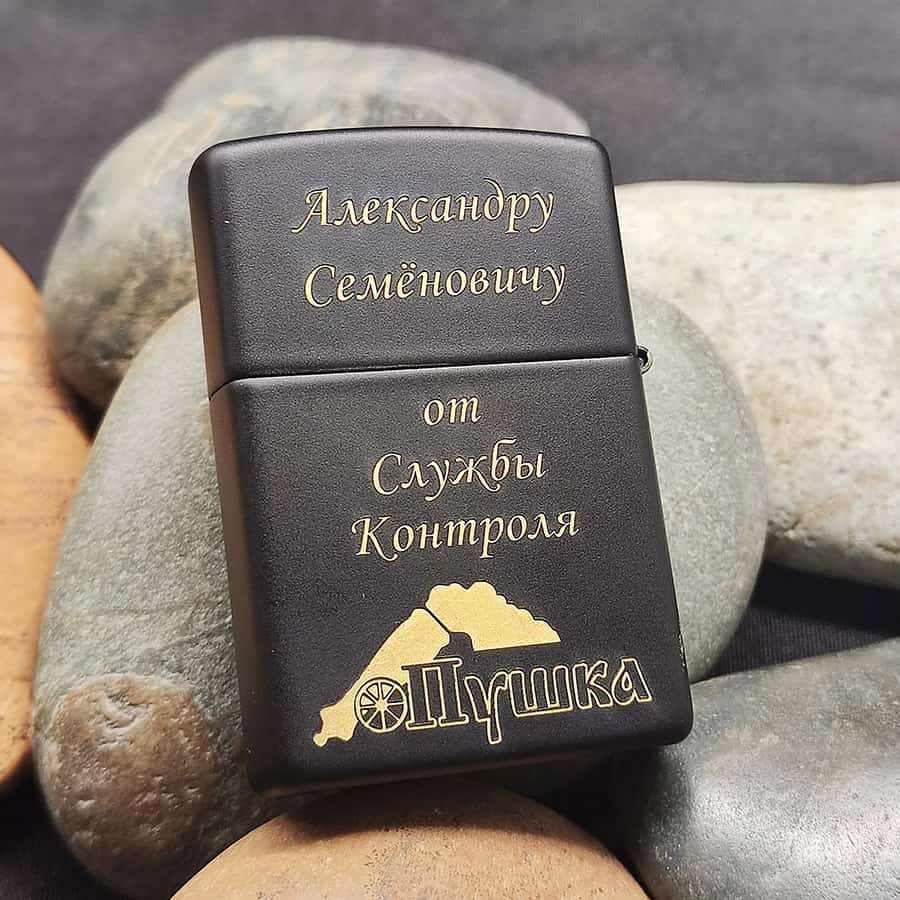 Александру
Семёновичу
от
Службы
Контроля
Пушка